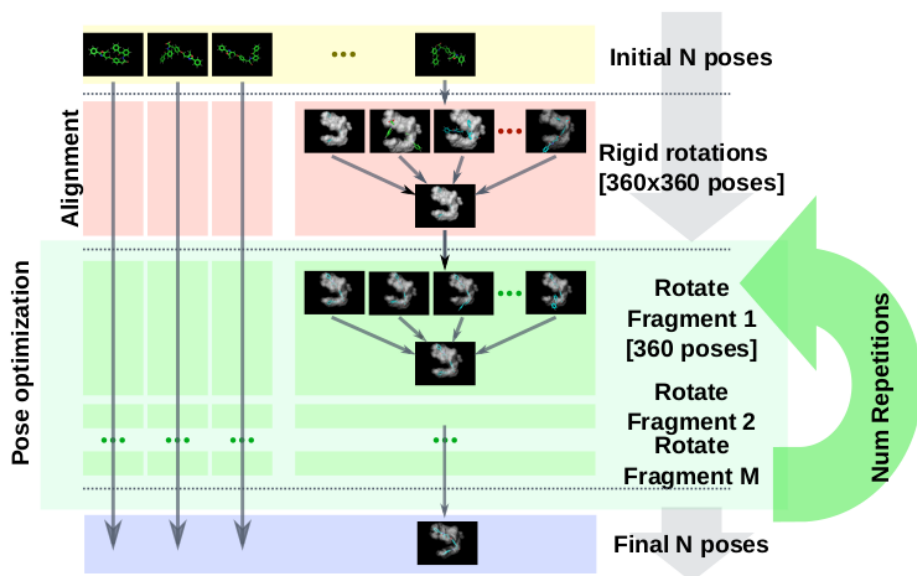 Initial N poses
Alignment
Rigid rotations
[360x360 poses]
Pose optimization
Rotate
Fragment 1
[360 poses]
Rotate
Fragment 2
Rotate
Fragment M
Num Repetitions
Final N poses